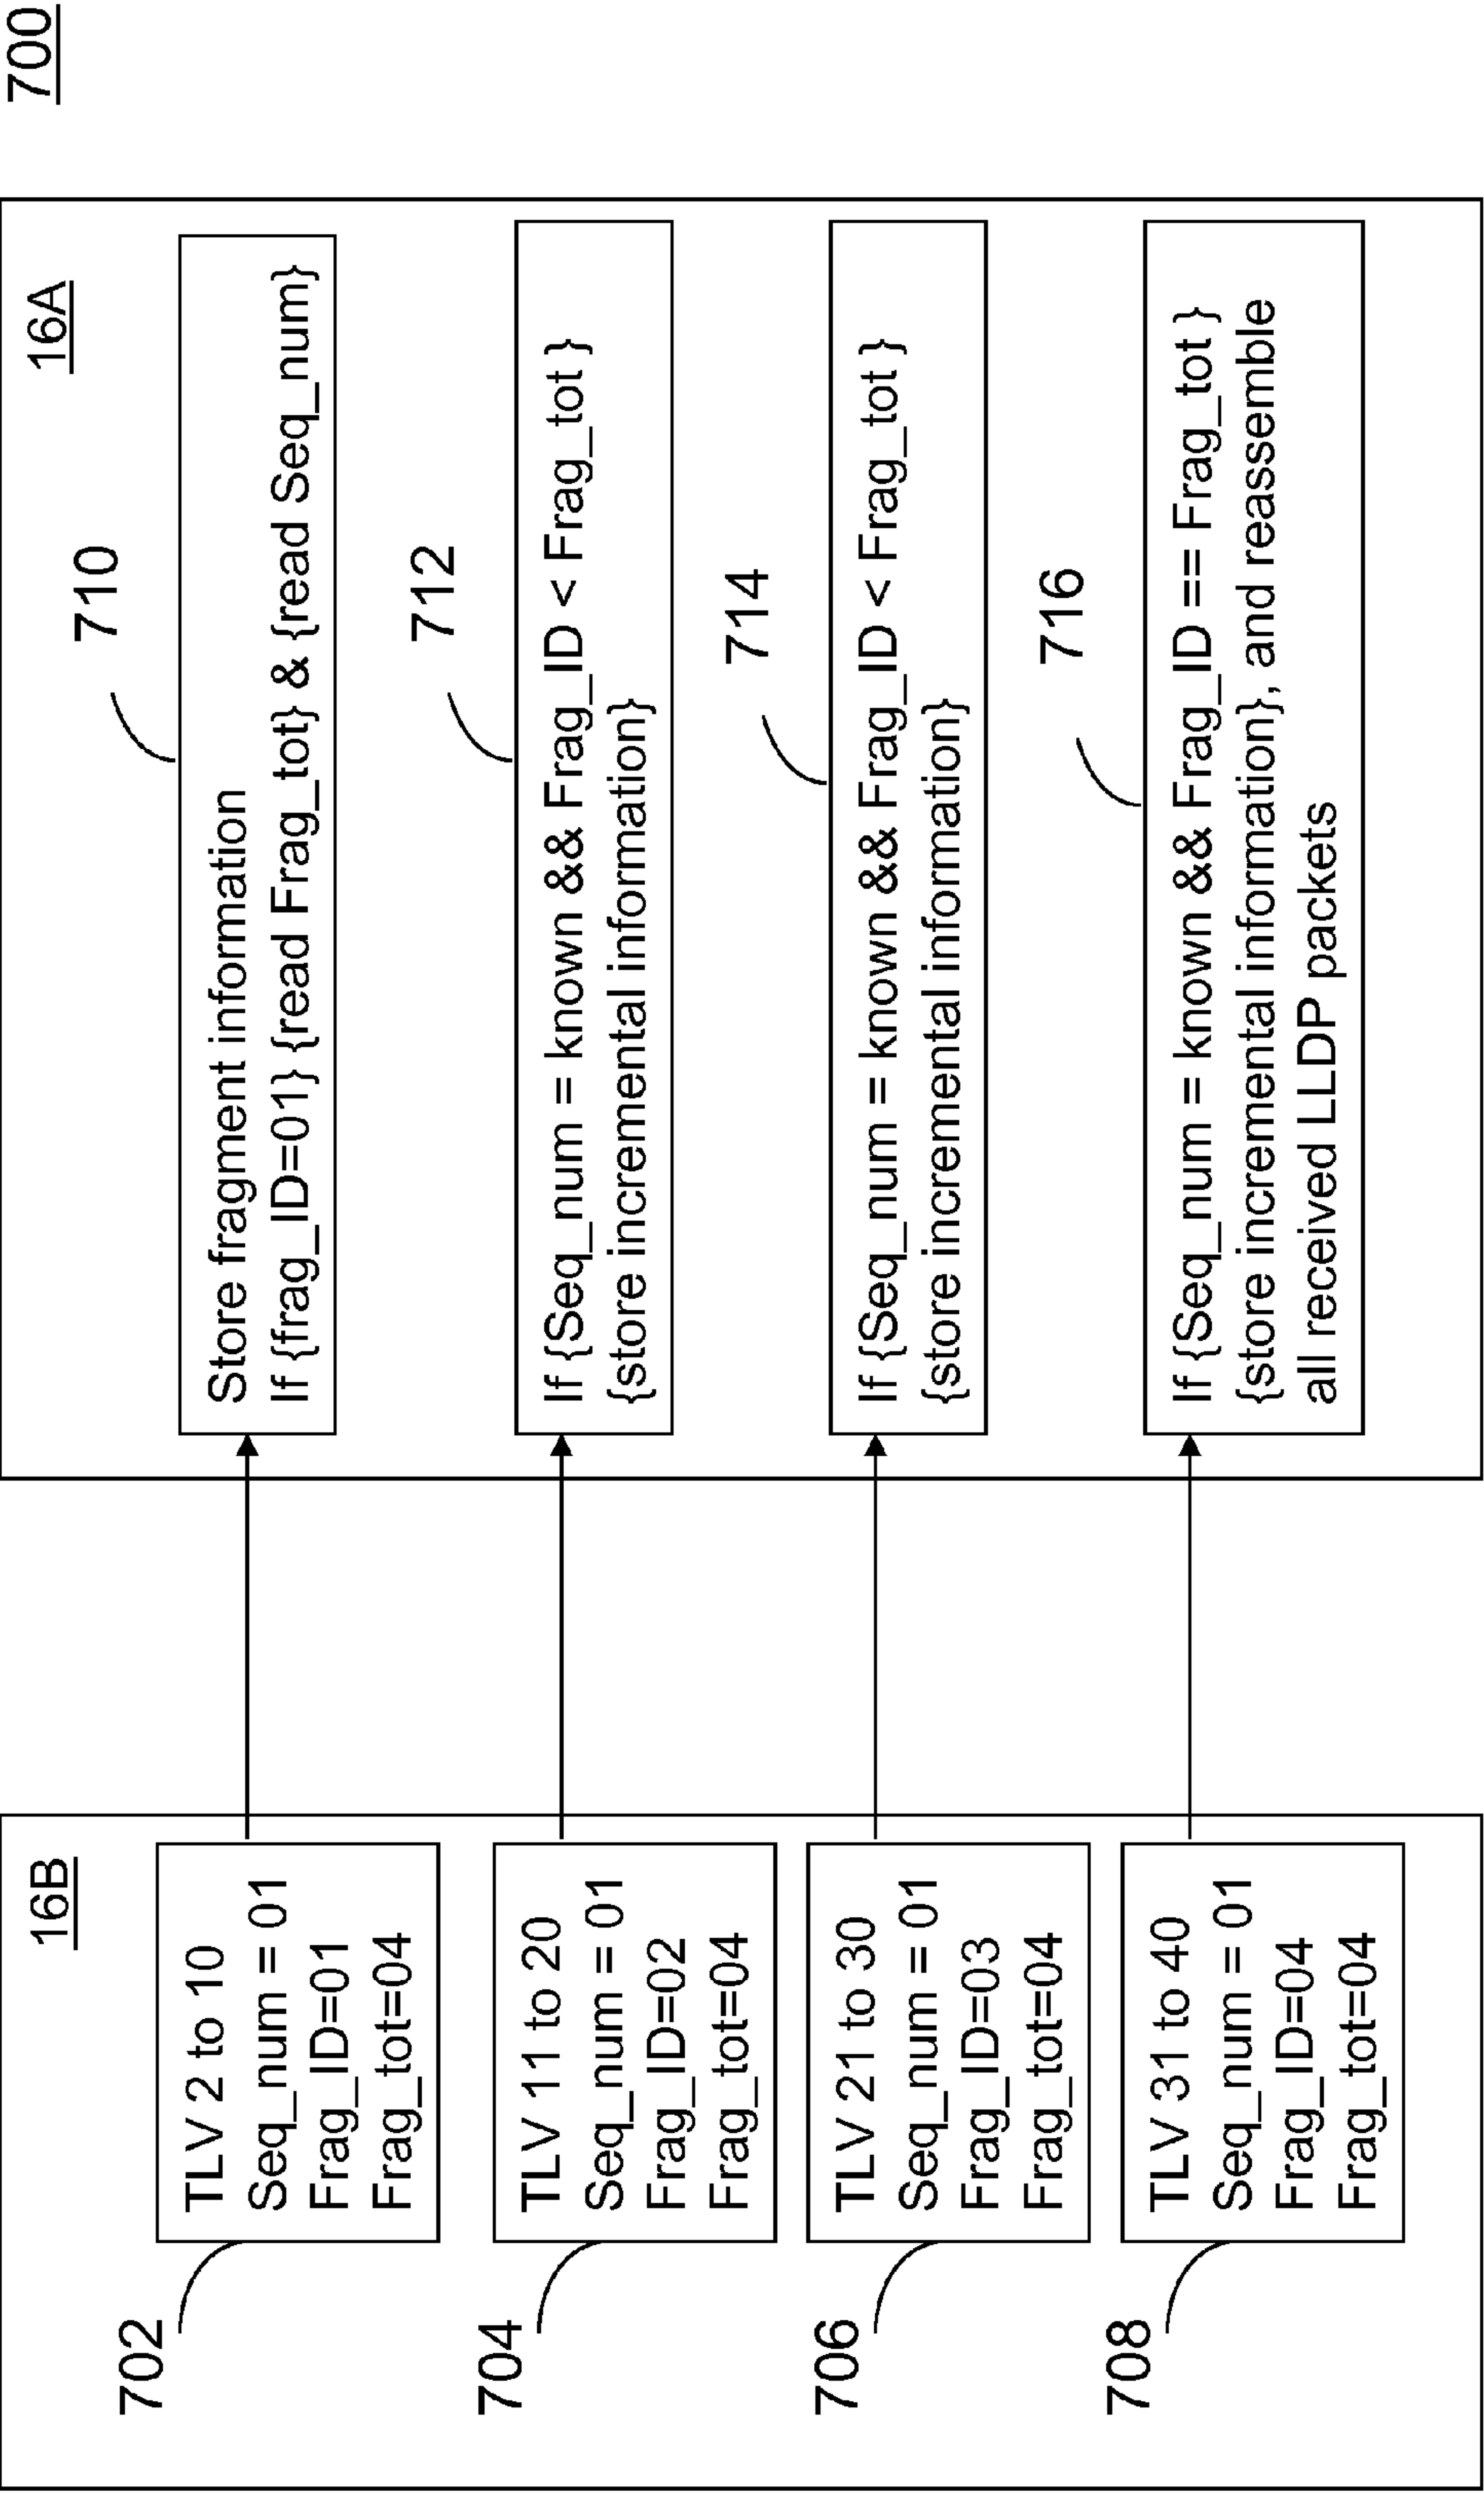 700
16B
702
TLV 2 to 10
Seq_num = 01
Frag_ID=01
Frag_tot=04
704
TLV 11 to 20
Seq_num = 01
Frag_ID=02
Frag_tot=04
706
TLV 21 to 30
Seq_num = 01
Frag_ID=03
Frag_tot=04
708
TLV 31 to 40
Seq_num = 01
Frag_ID=04
Frag_tot=04
16A
710
Store fragment information
If {frag_ID=01} {read Frag_tot} & {read Seq_num}
712
If {Seq_num = known && Frag_ID < Frag_tot }
{store incremental information}
714
If {Seq_num = known && Frag_ID < Frag_tot }
{store incremental information}
716
If {Seq_num = known && Frag_ID == Frag_tot }
{store incremental information}, and reassemble
all received LLDP packets